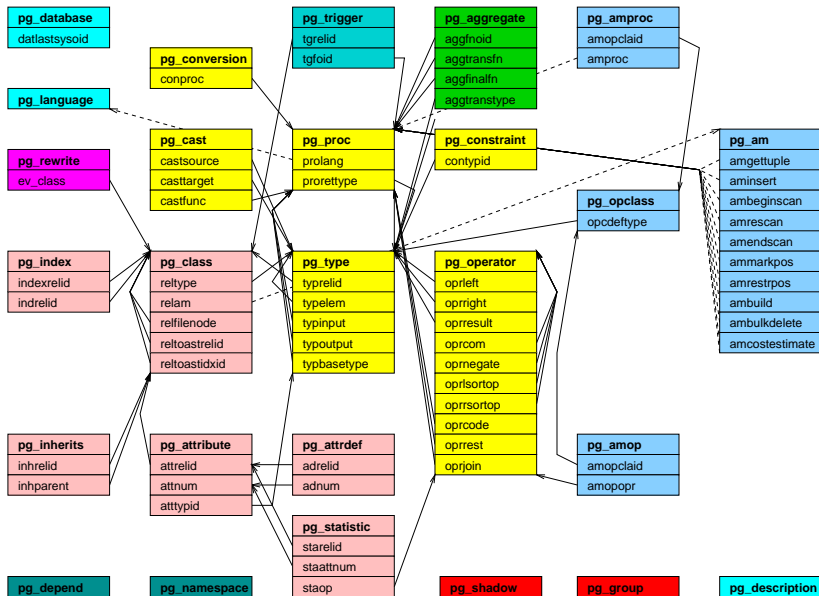 pg_database
datlastsysoid
pg_trigger
tgrelid
tgfoid
pg_aggregate
aggfnoid
aggtransfn
aggfinalfn
aggtranstype
pg_amproc
amopclaid
amproc
pg_conversion
conproc
pg_language
pg_cast
castsource
casttarget
castfunc
pg_proc
prolang
prorettype
pg_constraint
contypid
pg_am
amgettuple
aminsert
ambeginscan
amrescan
amendscan
ammarkpos
amrestrpos
ambuild
ambulkdelete
amcostestimate
pg_rewrite
ev_class
pg_opclass
opcdeftype
pg_index
indexrelid
indrelid
pg_class
reltype
relam
relfilenode
reltoastrelid
reltoastidxid
pg_type
typrelid
typelem
typinput
typoutput
typbasetype
pg_operator
oprleft
oprright
oprresult
oprcom
oprnegate
oprlsortop
oprrsortop
oprcode
oprrest
oprjoin
pg_inherits
inhrelid
inhparent
pg_attribute
attrelid
attnum
atttypid
pg_attrdef
adrelid
adnum
pg_amop
amopclaid
amopopr
pg_statistic
starelid
staattnum
staop
pg_depend
pg_namespace
pg_shadow
pg_group
pg_description